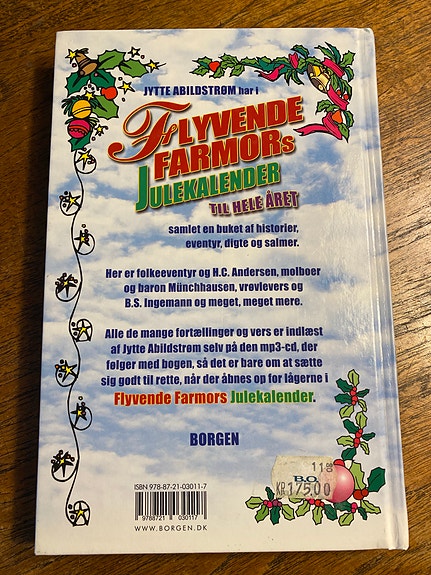 JYTTE ABILDSTRØM har i
FLYVENDE
FARMORS
JULEKALENDER
TIL HELE ÅRET
samlet en buket af historier,
eventyr, digte og salmer.
Her er folkeeventyr og H.C. Andersen, molboer
og baron Münchhausen, vrøvlevers og
B.S. Ingemann og meget, meget mere.
Alle de mange fortællinger og vers er indlæst
af Jytte Abildstrøm selv på den mp3-cd, der
følger med bogen, så det er bare om at sætte
sig godt til rette, når der åbnes op for lågerne i
Flyvende Farmors Julekalender.
BORGEN
ISBN 978-87-21-03011-7
9 788721 030117
WWW.BORGEN.DK
B.O.
KR.175.00